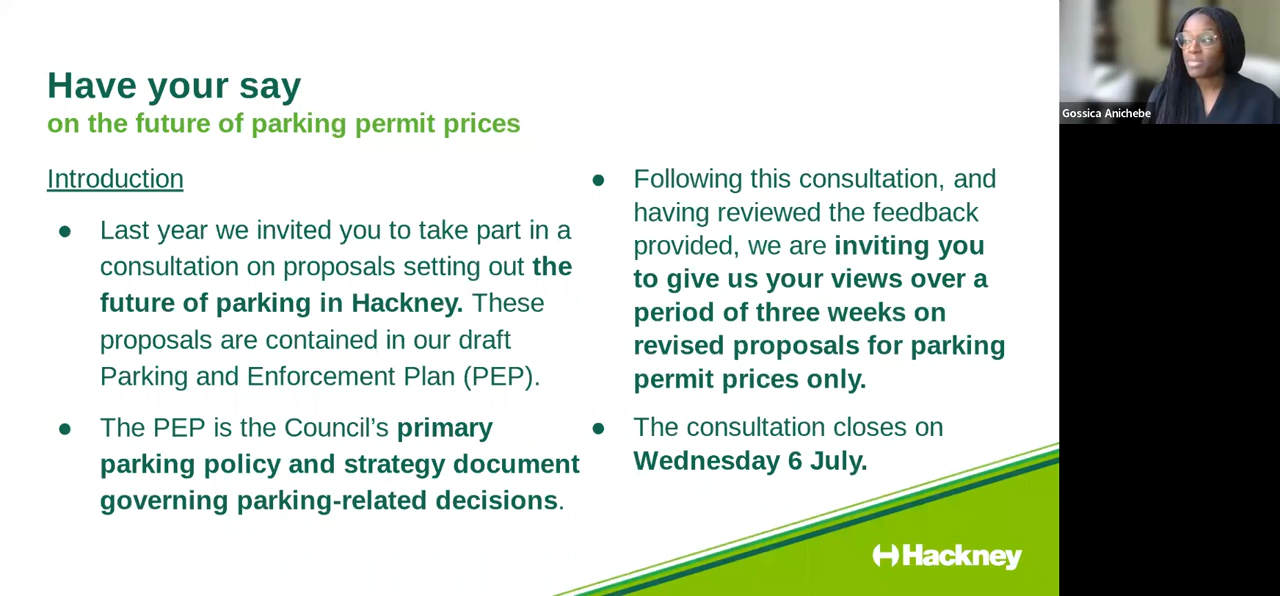 Have your say
on the future of parking permit prices
Introduction
● Last year we invited you to take part in a
consultation on proposals setting out the
future of parking in Hackney. These
proposals are contained in our draft
Parking and Enforcement Plan (PEP).
● The PEP is the Council’s primary
parking policy and strategy document
governing parking-related decisions.
● Following this consultation, and
having reviewed the feedback
provided, we are inviting you
to give us your views over a
period of three weeks on
revised proposals for parking
permit prices only.
● The consultation closes on
Wednesday 6 July.
Hackney
Gossica Anichebe